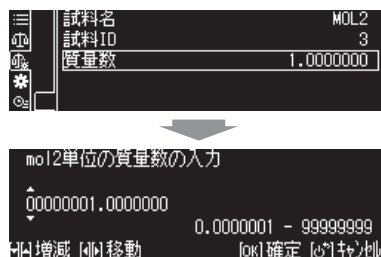 試料名 MOL2
試料ID 3
質量数 1.0000000
mol2単位の質量数の入力
00000001.0000000
0.0000001 - 99999999
増減 移動 [OK]確定 キャンセル